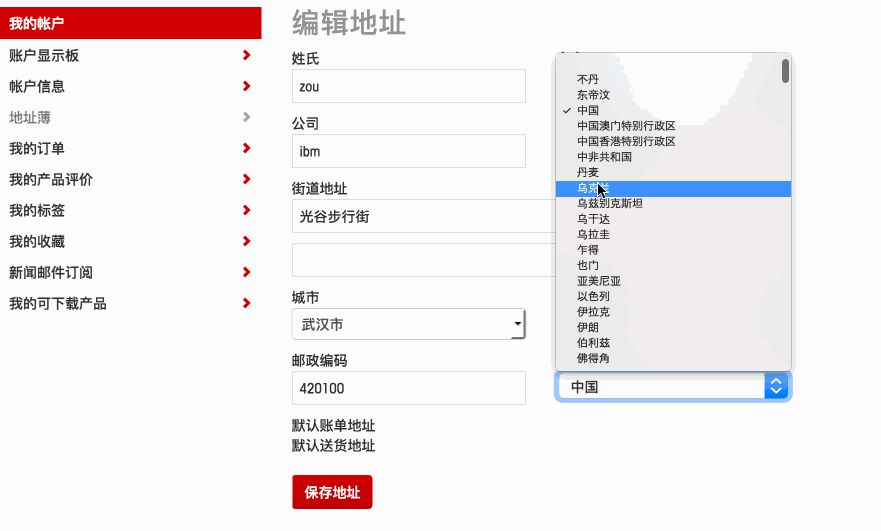 我的帐户
账户显示板
帐户信息
地址薄
我的订单
我的产品评价
我的标签
我的收藏
新闻邮件订阅
我的可下载产品
编辑地址
姓氏
zou
公司
ibm
街道地址
光谷步行街
城市
武汉市
邮政编码
420100
默认账单地址
默认送货地址
保存地址
不丹
东帝汶
中国
中国澳门特别行政区
中国香港特别行政区
中非共和国
丹麦
乌克兰
乌兹别克斯坦
乌干达
乌拉圭
乍得
也门
亚美尼亚
以色列
伊拉克
伊朗
伯利兹
佛得角
中国